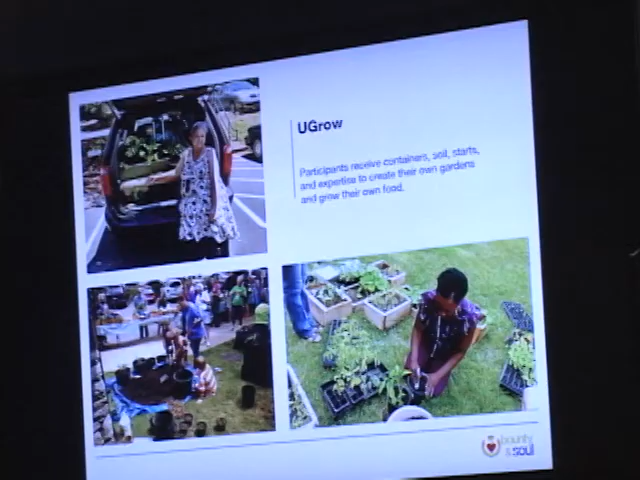 UGrow
Participants receive containers, soil, starts,
and expertise to create their own gardens
and grow their own food.
bounty
& soul